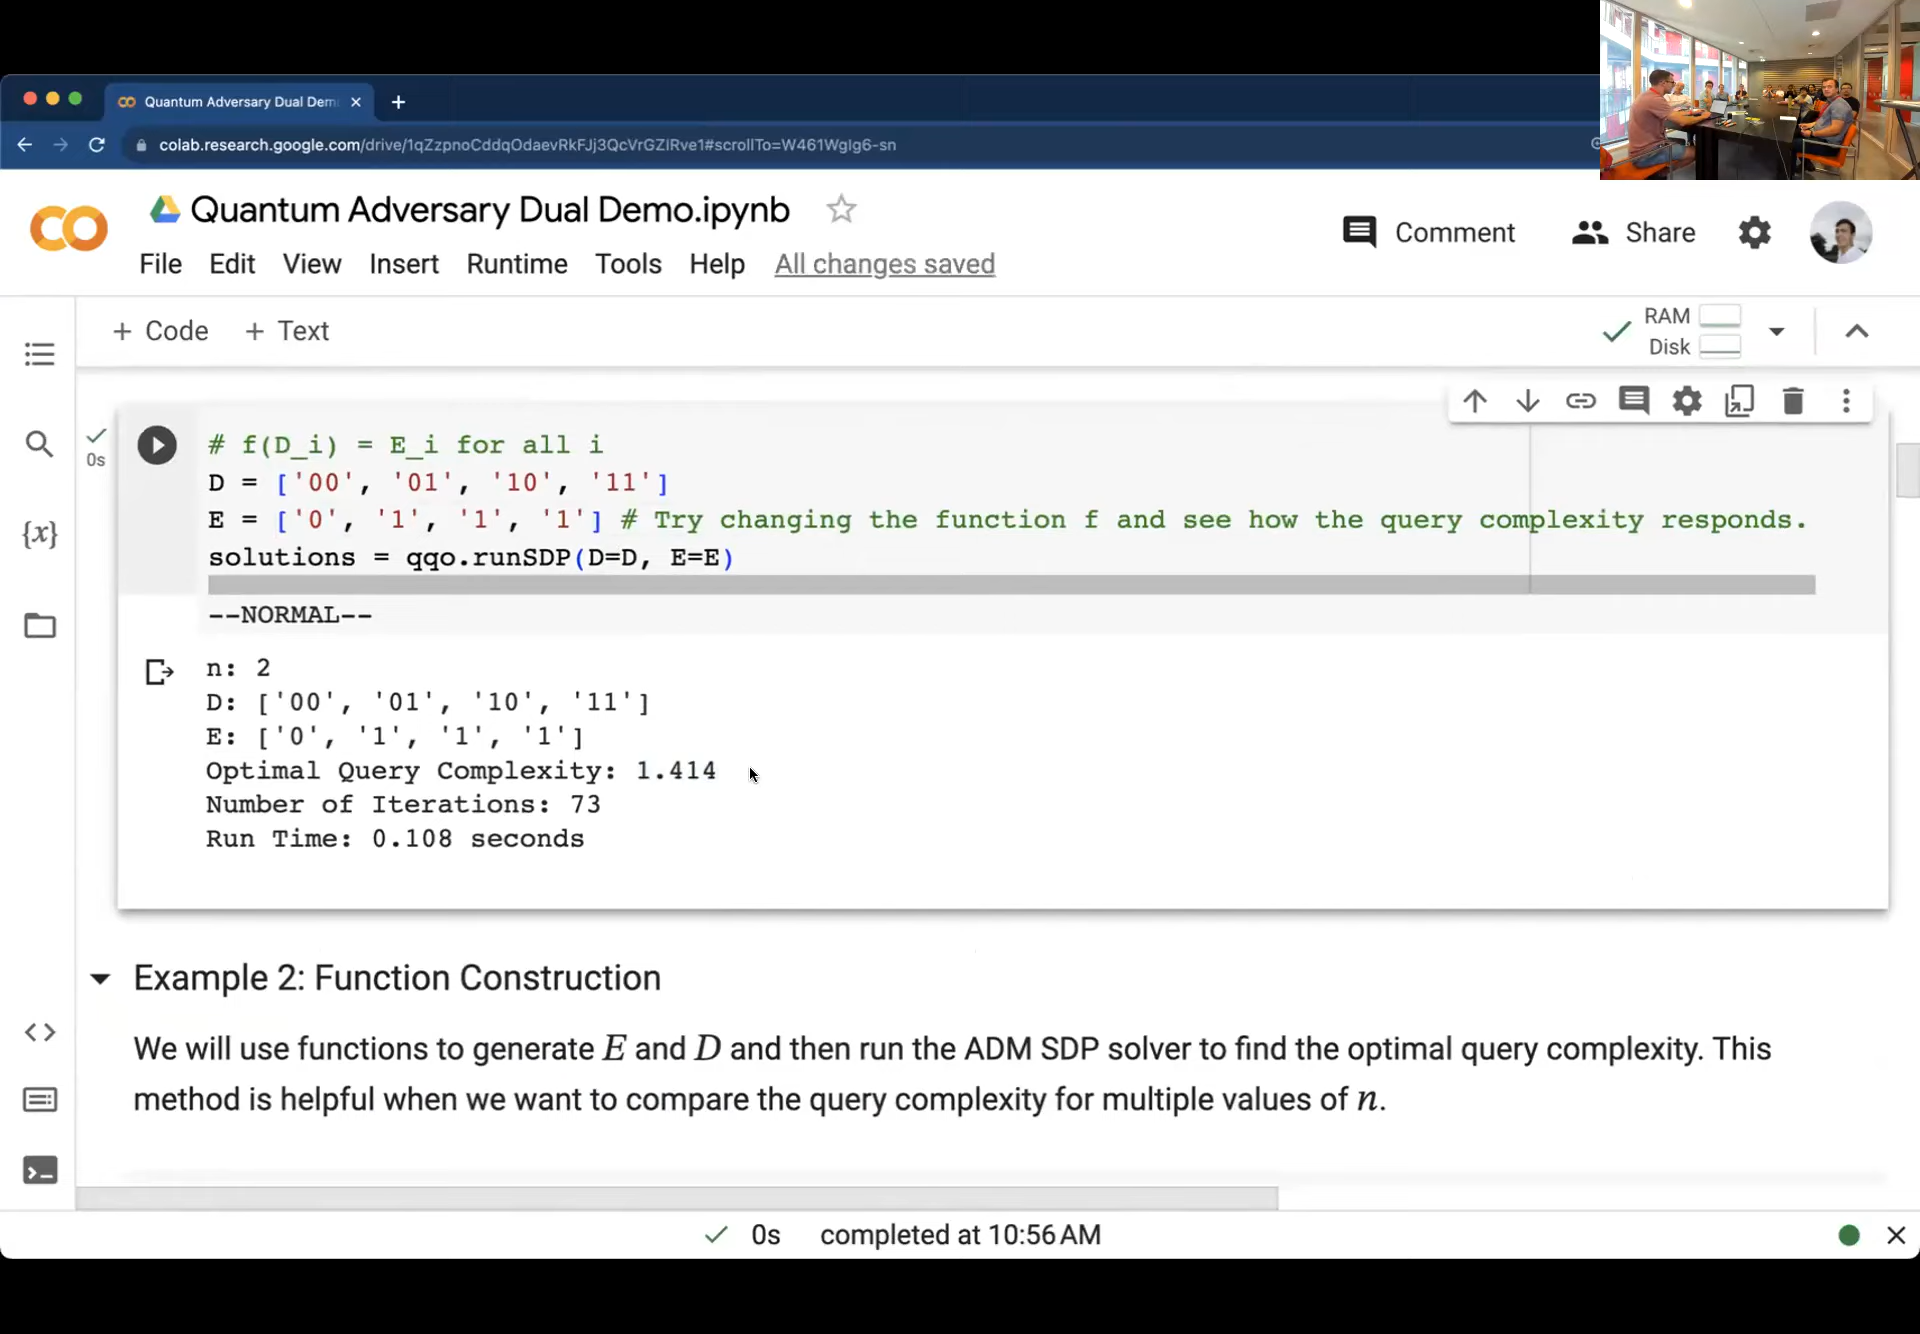 Quantum Adversary Dual Dem
colab.research.google.com/drive/1qZzpnoCddqOdaevRkFJj3QcVrGZiRve1#scrollTo=W461WgIg6-sn
Quantum Adversary Dual Demo.ipynb
Comment
Share
File Edit View Insert Runtime Tools Help All changes saved
+ Code + Text
RAM
Disk
0s
# f(D_i) = E_i for all i
D = ['00', '01', '10', '11']
E = ['0', '1', '1', '1'] # Try changing the function f and see how the query complexity responds.
solutions = qqo.runSDP(D=D, E=E)
--NORMAL--
n: 2
D: ['00', '01', '10', '11']
E: ['0', '1', '1', '1']
Optimal Query Complexity: 1.414
Number of Iterations: 73
Run Time: 0.108 seconds
Example 2: Function Construction
We will use functions to generate E and D and then run the ADM SDP solver to find the optimal query complexity. This
method is helpful when we want to compare the query complexity for multiple values of n.
0s completed at 10:56 AM